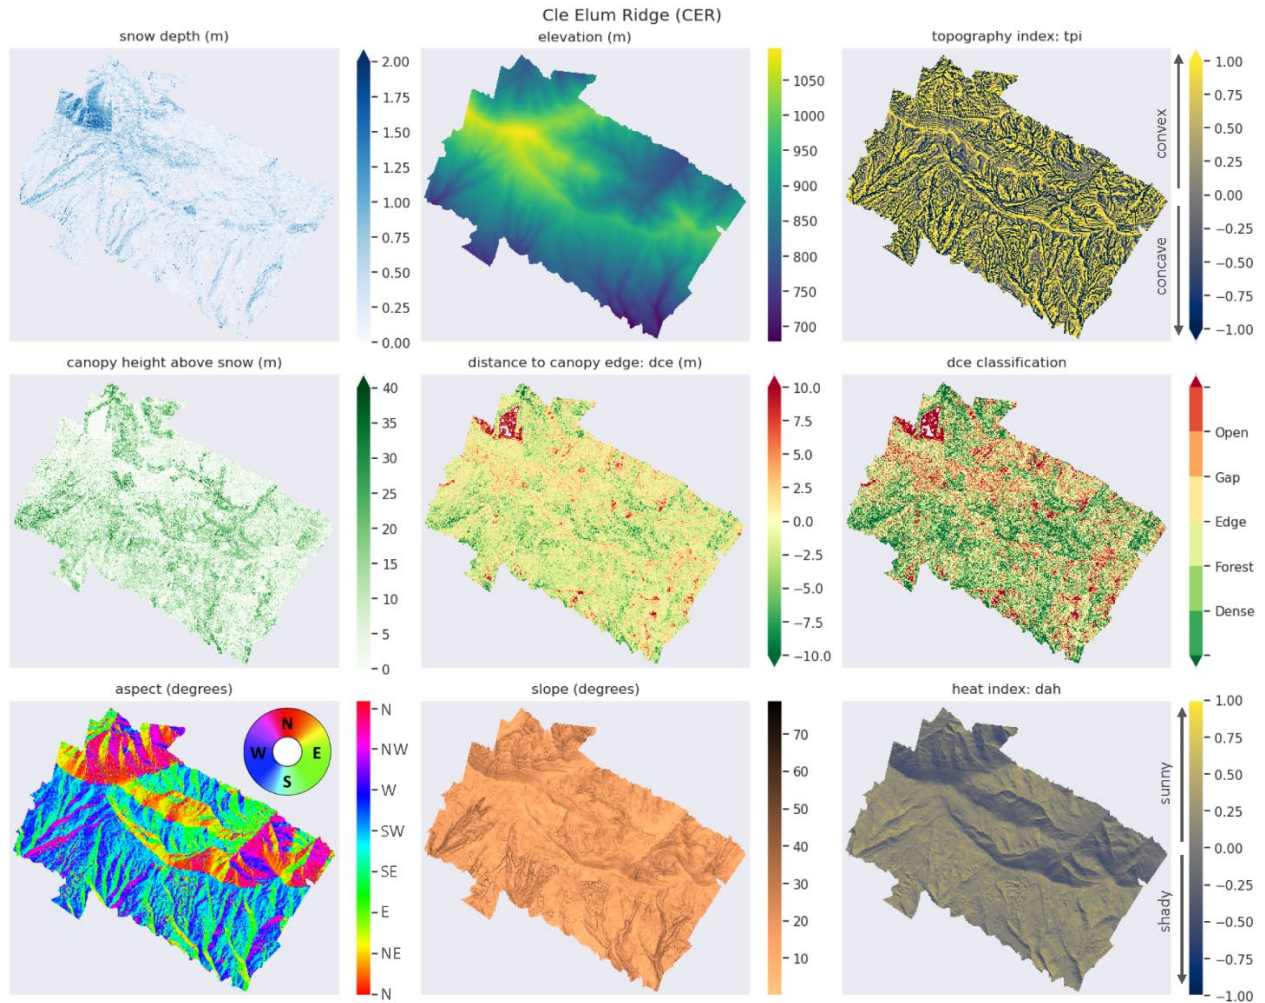 Cle Elum Ridge (CER)
snow depth (m)
2.00
1.75
1.50
1.25
1.00
0.75
0.50
0.25
0.00
elevation (m)
1050
1000
950
900
850
800
750
700
topography index: tpi
convex
concave
1.00
0.75
0.50
0.25
0.00
−0.25
−0.50
−0.75
−1.00
canopy height above snow (m)
40
35
30
25
20
15
10
5
0
distance to canopy edge: dce (m)
10.0
7.5
5.0
2.5
0.0
−2.5
−5.0
−7.5
−10.0
dce classification
Open
Gap
Edge
Forest
Dense
aspect (degrees)
N
W E
S
N
NW
W
SW
SE
E
NE
N
slope (degrees)
70
60
50
40
30
20
10
heat index: dah
sunny
shady
1.00
0.75
0.50
0.25
0.00
−0.25
−0.50
−0.75
−1.00